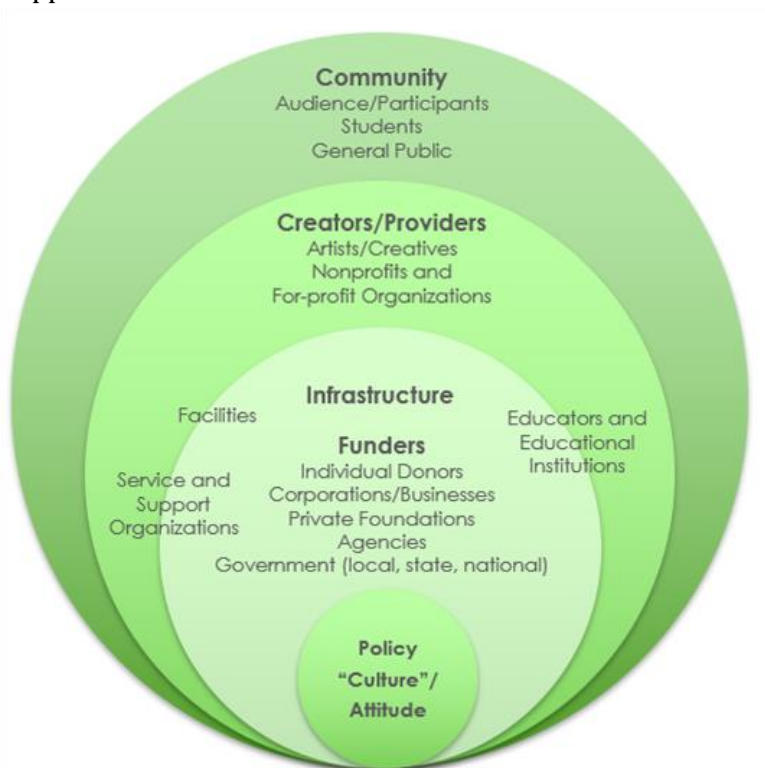 Community
Audience/Participants
Students
General Public
Creators/Providers
Artists/Creatives
Nonprofits and
For-profit Organizations
Infrastructure
Facilities
Service and
Support
Organizations
Funders
Individual Donors
Corporations/Businesses
Private Foundations
Agencies
Government (local, state, national)
Educators and
Educational
Institutions
Policy
“Culture”/
Attitude